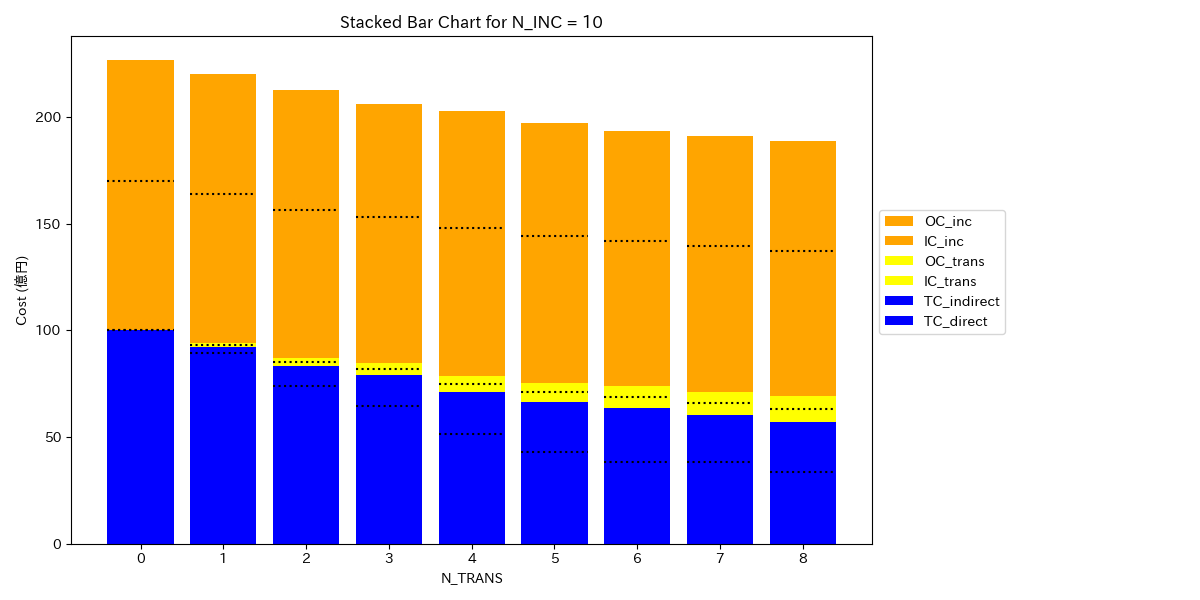 Stacked Bar Chart for N_INC = 10
Cost (億円)
200
150
100
50
0
0 1 2 3 4 5 6 7 8
N_TRANS
OC_inc
IC_inc
OC_trans
IC_trans
TC_indirect
TC_direct